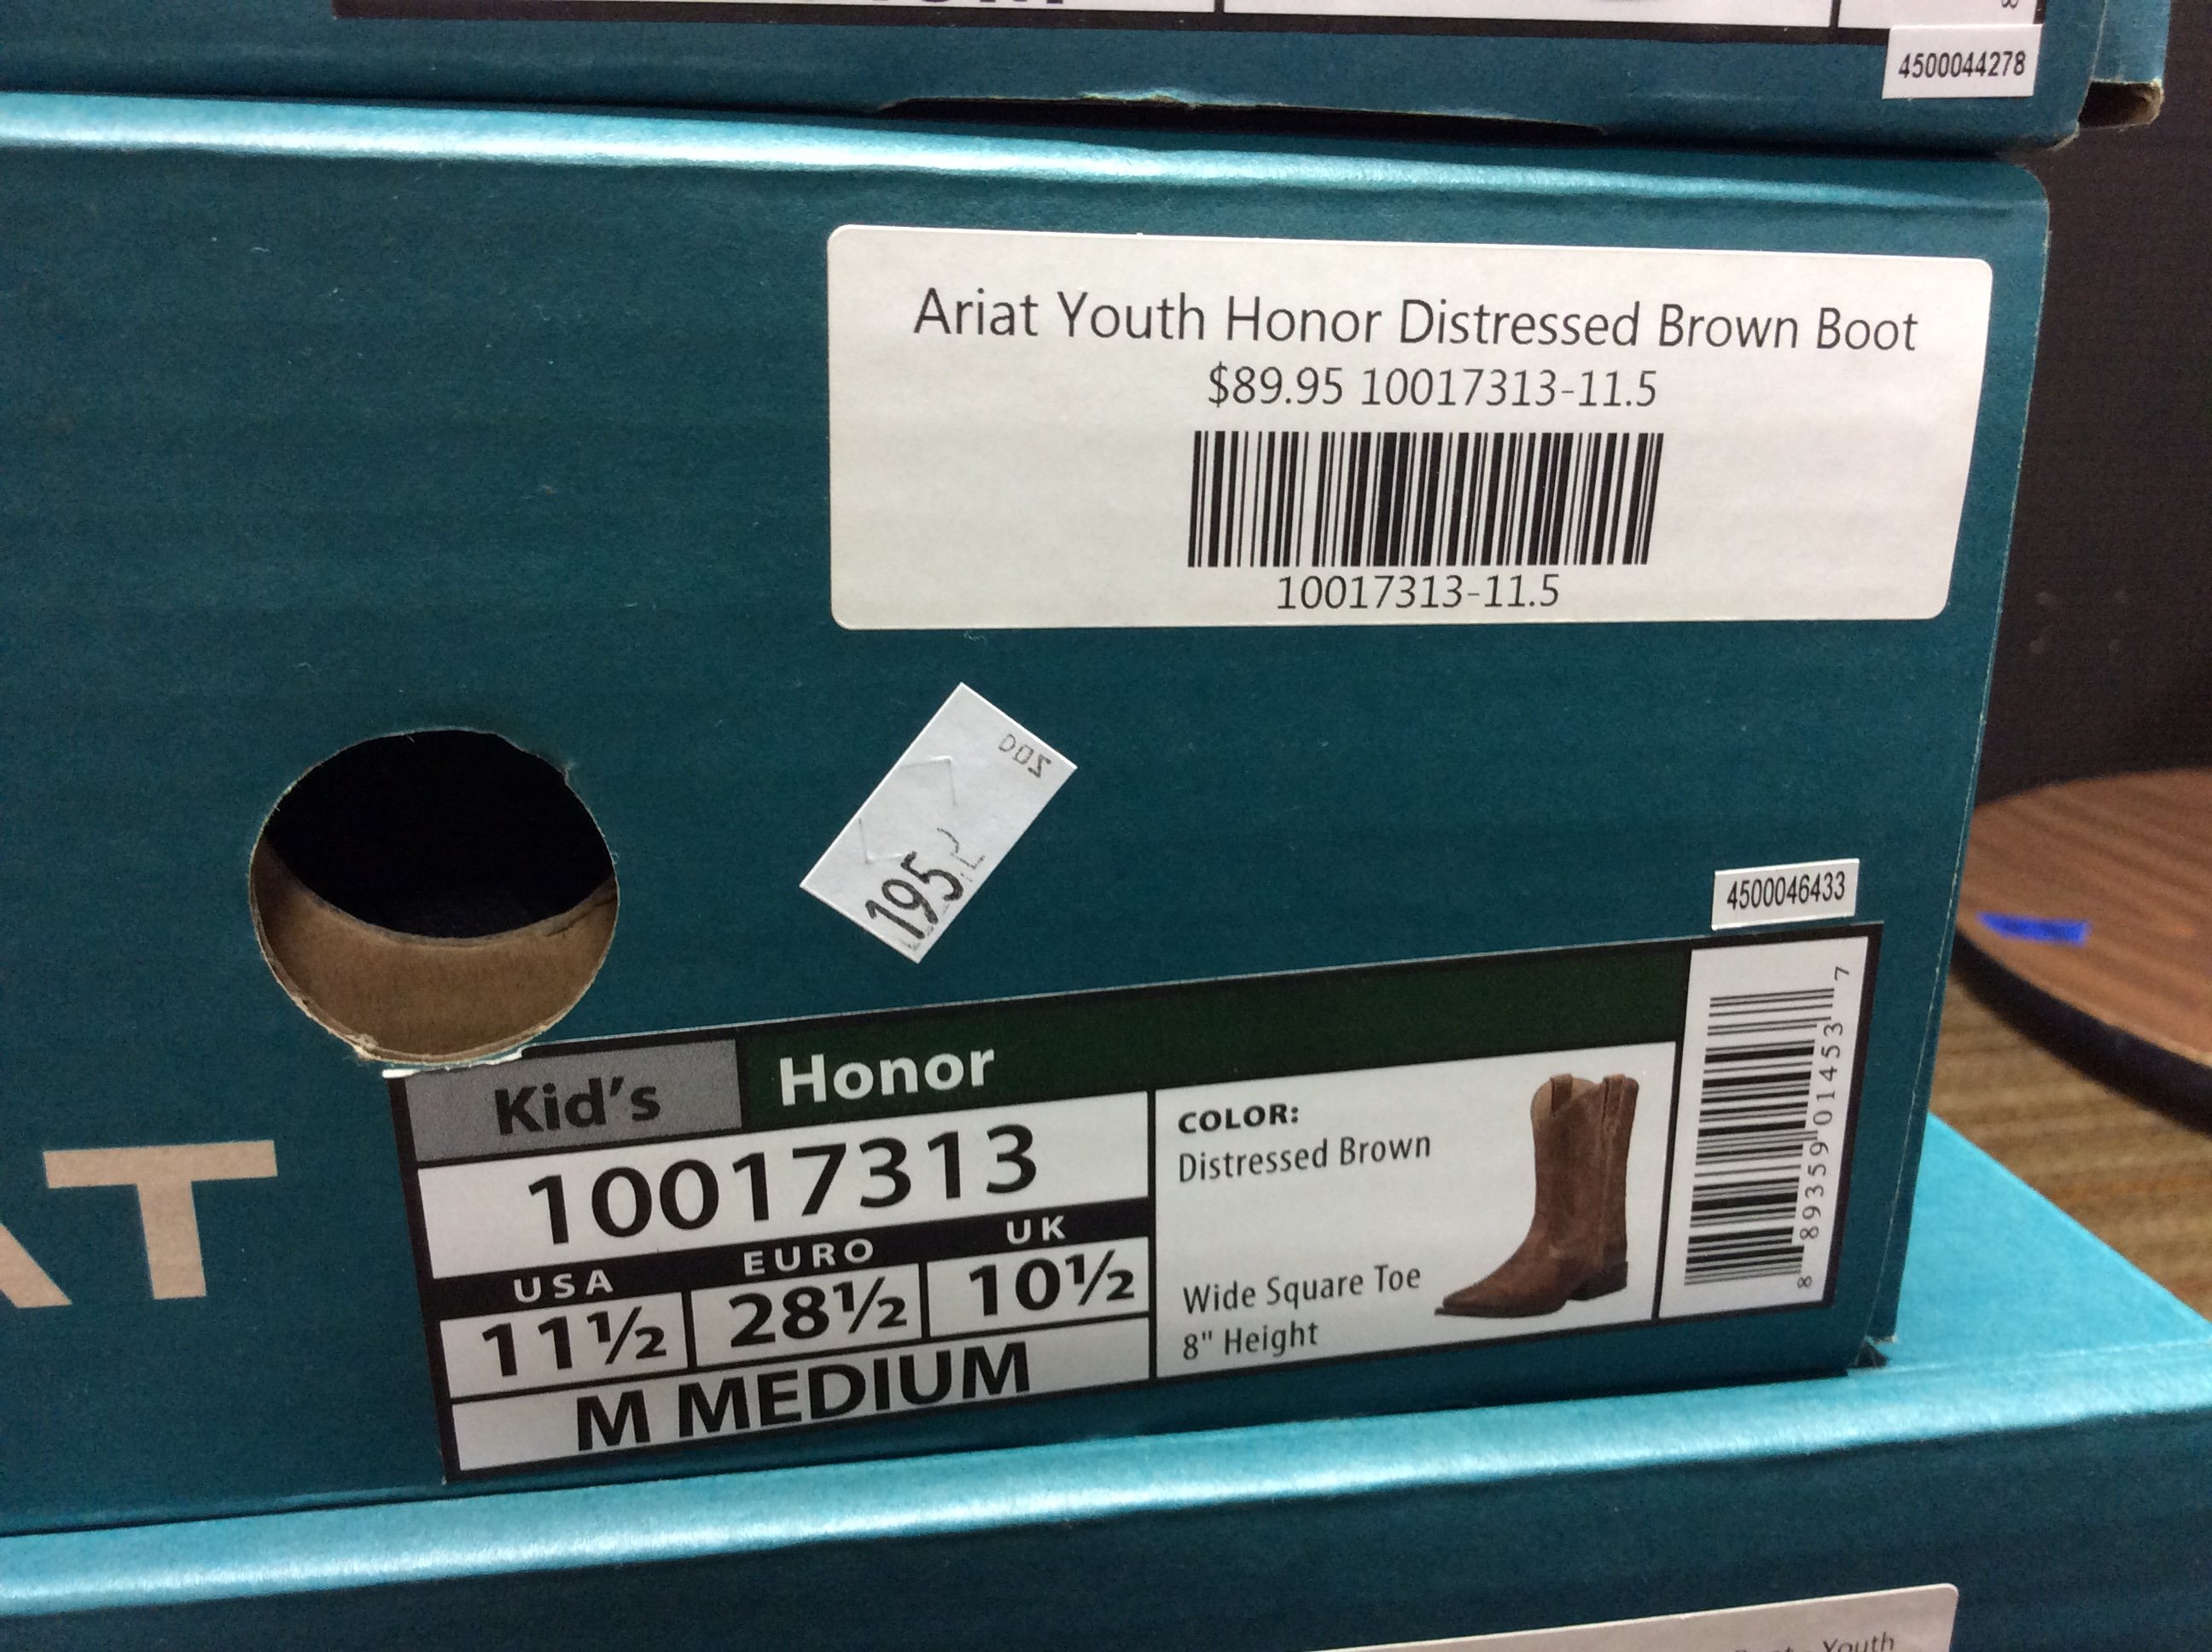 4500044278
Ariat Youth Honor Distressed Brown Boot
$89.95 10017313-11.5
10017313-11.5
195
4500046433
Kid's
Honor
10017313
USA
EURO
UK
11½
28½
10½
M MEDIUM
COLOR:
Distressed Brown
Wide Square Toe
8" Height
8 89359 01453 7
AT
Youth